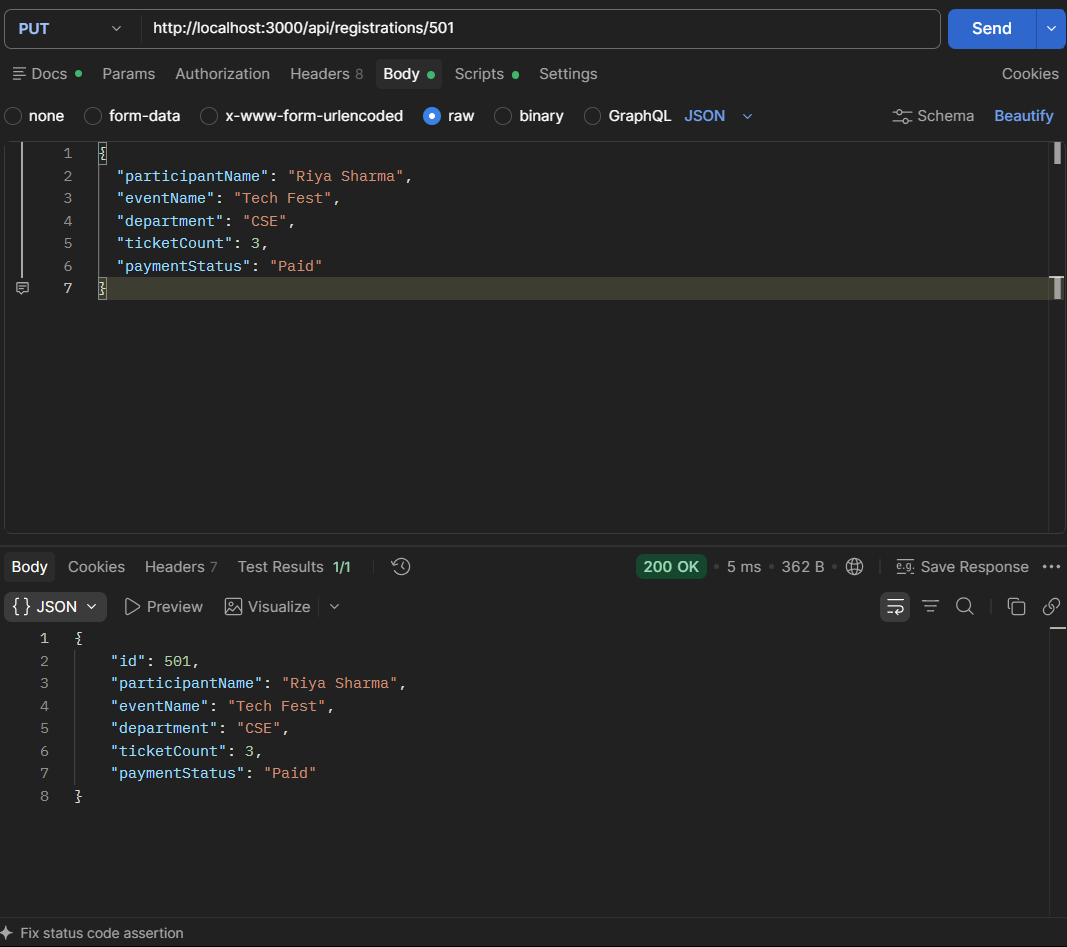 PUT http://localhost:3000/api/registrations/501 Send
Docs Params Authorization Headers 8 Body Scripts Settings Cookies
none form-data x-www-form-urlencoded raw binary GraphQL JSON Schema Beautify
1 {
2 "participantName": "Riya Sharma",
3 "eventName": "Tech Fest",
4 "department": "CSE",
5 "ticketCount": 3,
6 "paymentStatus": "Paid"
7 }
Body Cookies Headers 7 Test Results 1/1 200 OK • 5 ms • 362 B • e.g. Save Response
{} JSON Preview Visualize
1 {
2 "id": 501,
3 "participantName": "Riya Sharma",
4 "eventName": "Tech Fest",
5 "department": "CSE",
6 "ticketCount": 3,
7 "paymentStatus": "Paid"
8 }
Fix status code assertion